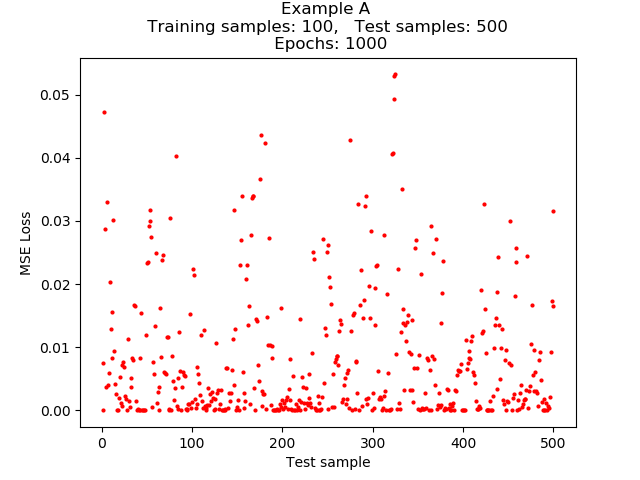 Example A
Training samples: 100,   Test samples: 500
Epochs: 1000
MSE Loss
0.05
0.04
0.03
0.02
0.01
0.00
0
100
200
300
400
500
Test sample